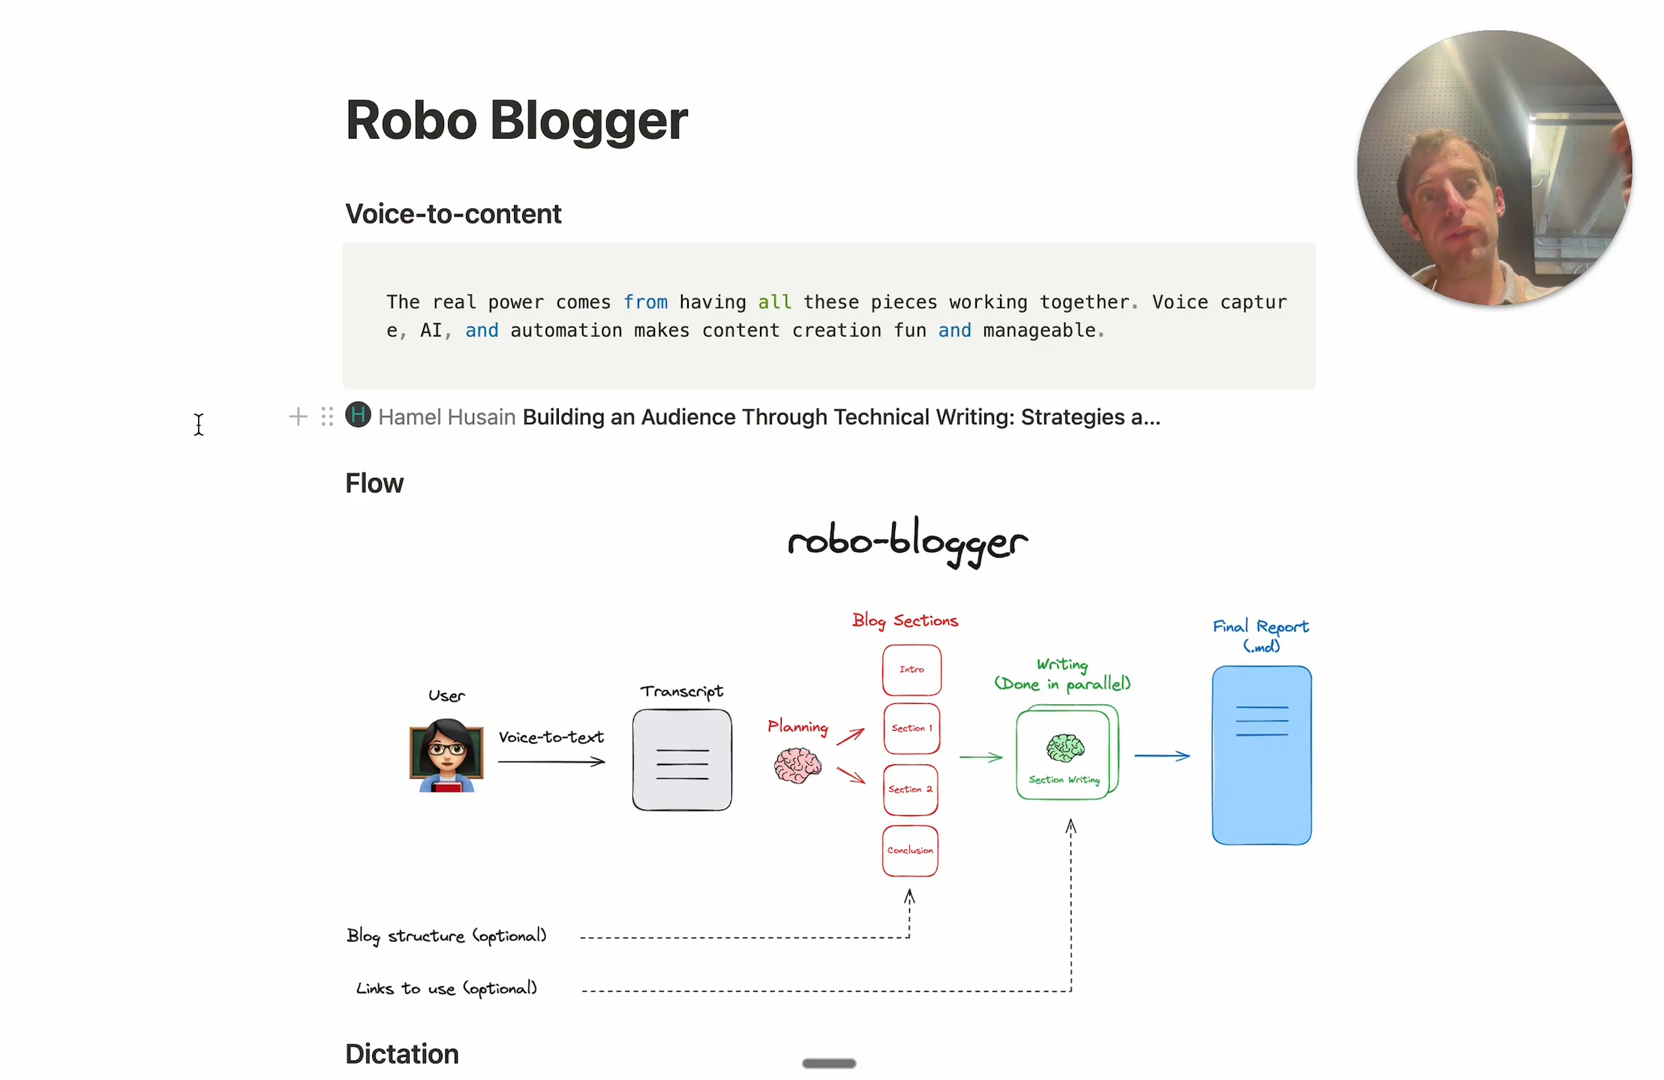 Robo Blogger
Voice-to-content
The real power comes from having all these pieces working together. Voice captur
e, AI, and automation makes content creation fun and manageable.
H Hamel Husain Building an Audience Through Technical Writing: Strategies a...
Flow
robo-blogger
Blog Sections
Final Report
(.md)
Intro
Writing
(Done in parallel)
User
Transcript
Planning
Section 1
Voice-to-text
Section Writing
Section 2
Conclusion
Blog structure (optional)
Links to use (optional)
Dictation